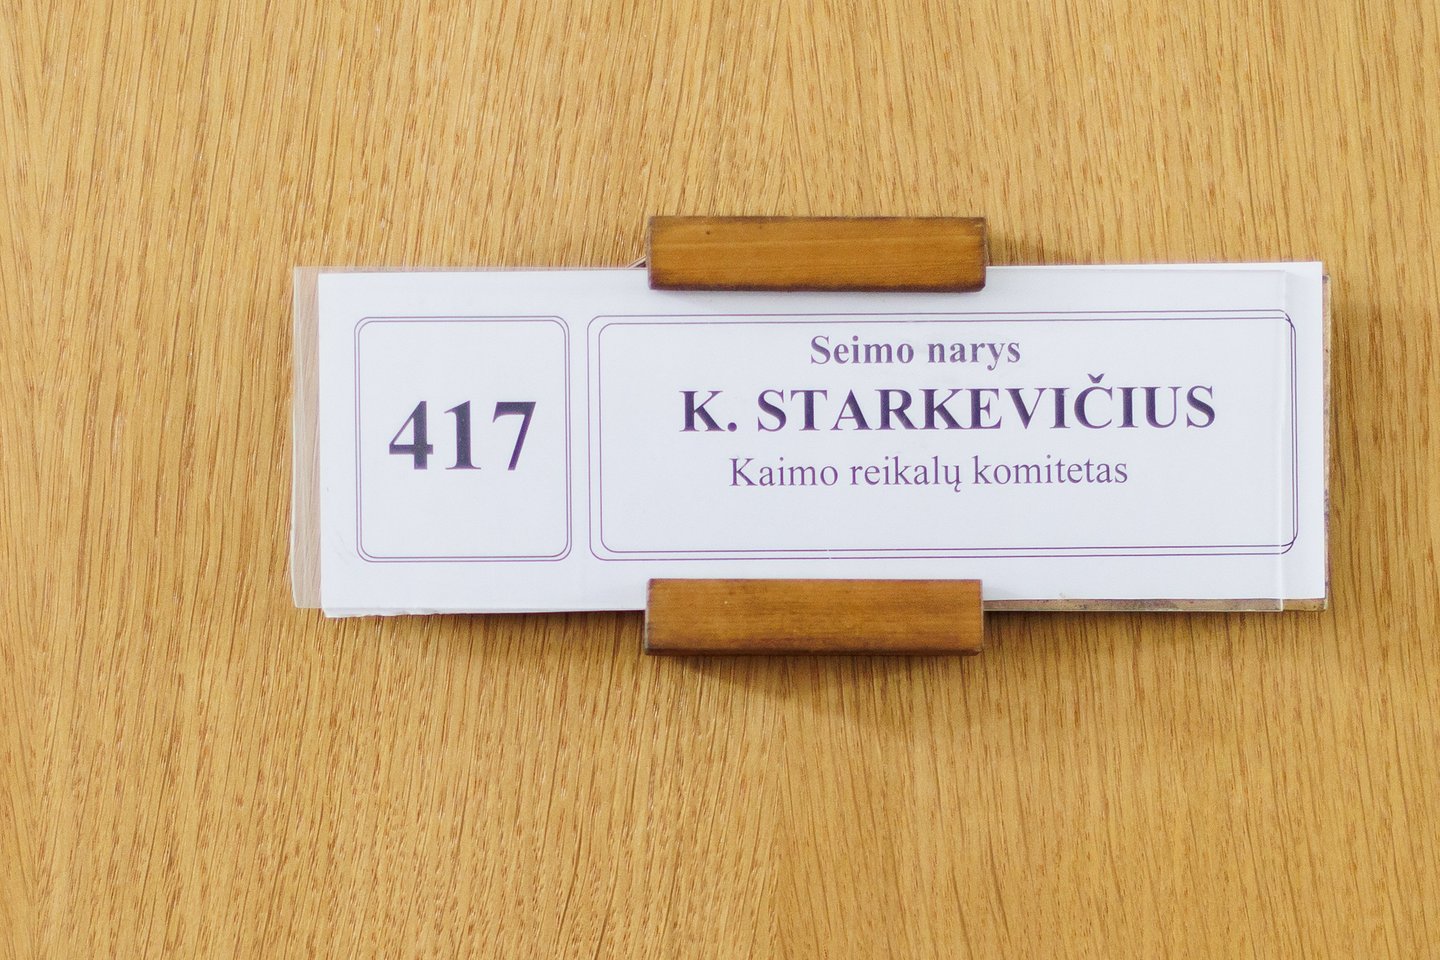 417
Seimo narys
K. STARKEVIČIUS
Kaimo reikalų komitetas